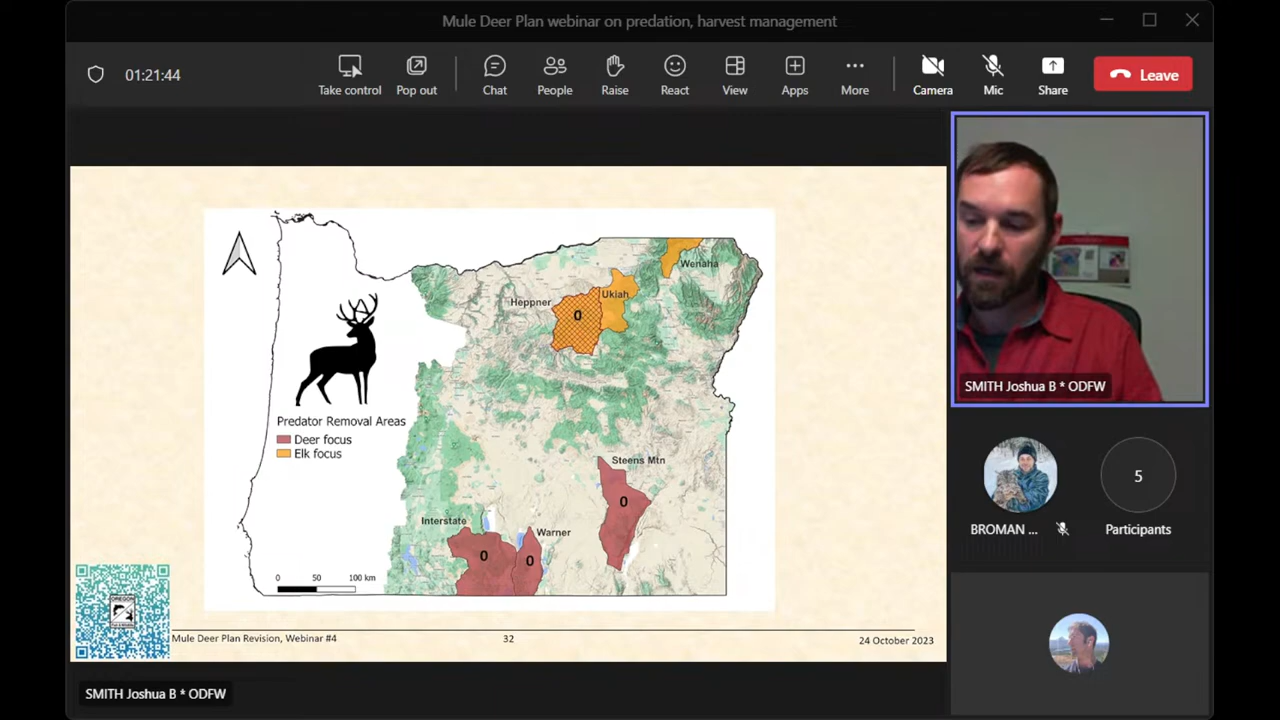 Mule Deer Plan webinar on predation, harvest management
01:21:44
Take control
Pop out
Chat
People
Raise
React
View
Apps
More
Camera
Mic
Share
Leave
Wenaha
Ukiah
Heppner
0
Predator Removal Areas
Deer focus
Elk focus
Steens Mtn
0
Interstate
Warner
0
0
0 50 100 km
OREGON
Mule Deer Plan Revision, Webinar #4
32
24 October 2023
SMITH Joshua B * ODFW
BROMAN ...
5
Participants
SMITH Joshua B * ODFW